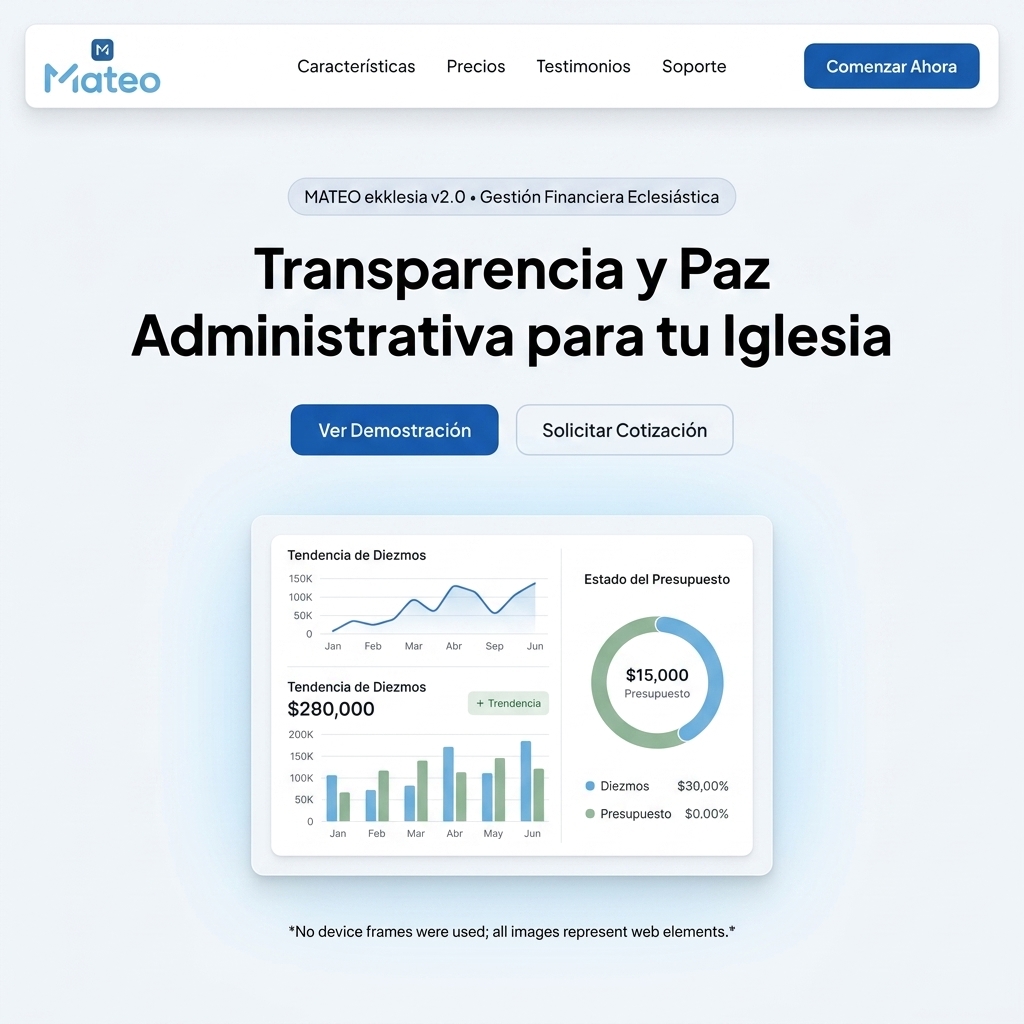 M
Mateo
Características
Precios
Testimonios
Soporte
Comenzar Ahora
MATEO ekklesia v2.0 • Gestión Financiera Eclesiástica
Transparencia y Paz
Administrativa para tu Iglesia
Ver Demostración
Solicitar Cotización
Tendencia de Diezmos
150K
100K
50K
0
Jan Feb Mar Abr Sep Jun
Tendencia de Diezmos
$280,000
+ Trendencia
200K
150K
100K
50K
0
Jan Feb Mar Abr May Jun
Estado del Presupuesto
$15,000
Presupuesto
Diezmos $30,00%
Presupuesto $0.00%
*No device frames were used; all images represent web elements.*